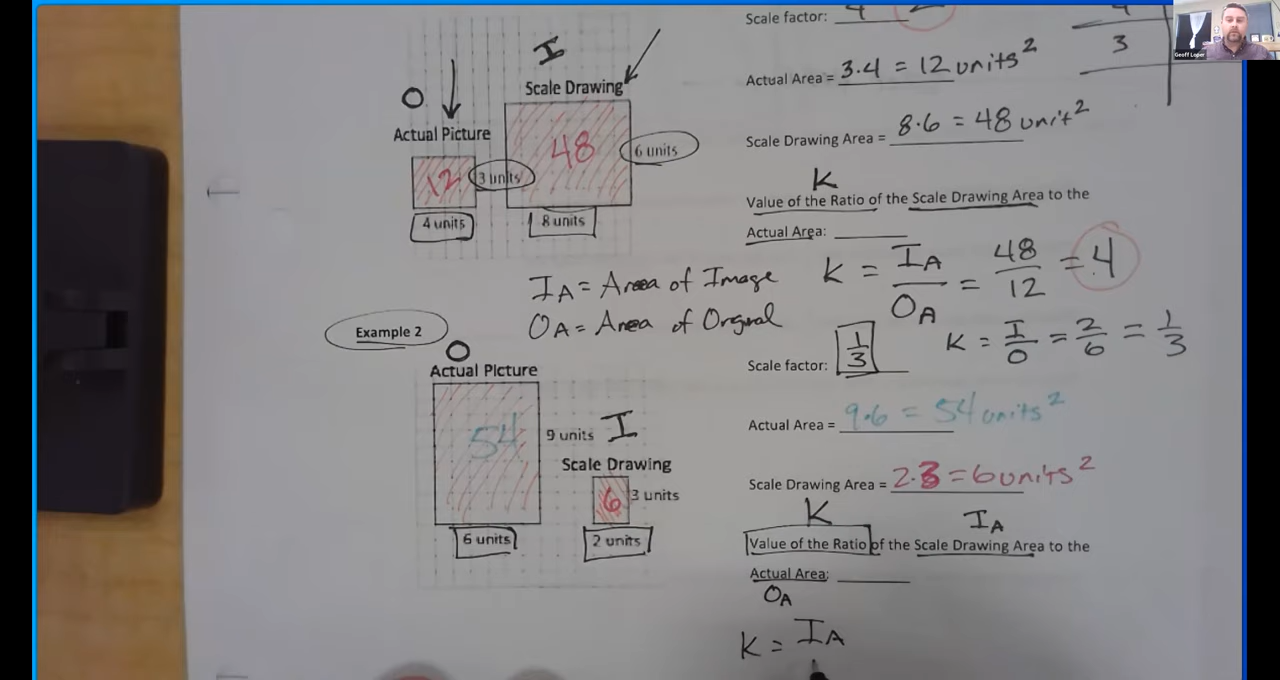 Scale factor: 4
3
Geoff Loper
Actual Area = 3.4 = 12 units²
I
Scale Drawing
O
Actual Picture
Scale Drawing Area = 8.6 = 48 unit²
48
6 units
12
3 units
4 units
8 units
K
Value of the Ratio of the Scale Drawing Area to the
Actual Area:
K = IA/OA = 48/12 = 4
IA = Area of Image
OA = Area of Orginal
Example 2
K = I/O = 2/6 = 1/3
Scale factor: 1/3
O
Actual Picture
54
9 units
I
Actual Area = 9.6 = 54 units²
Scale Drawing
6
3 units
Scale Drawing Area = 2.3 = 6 units²
6 units
2 units
K
IA
Value of the Ratio of the Scale Drawing Area to the
Actual Area:
OA
K = IA